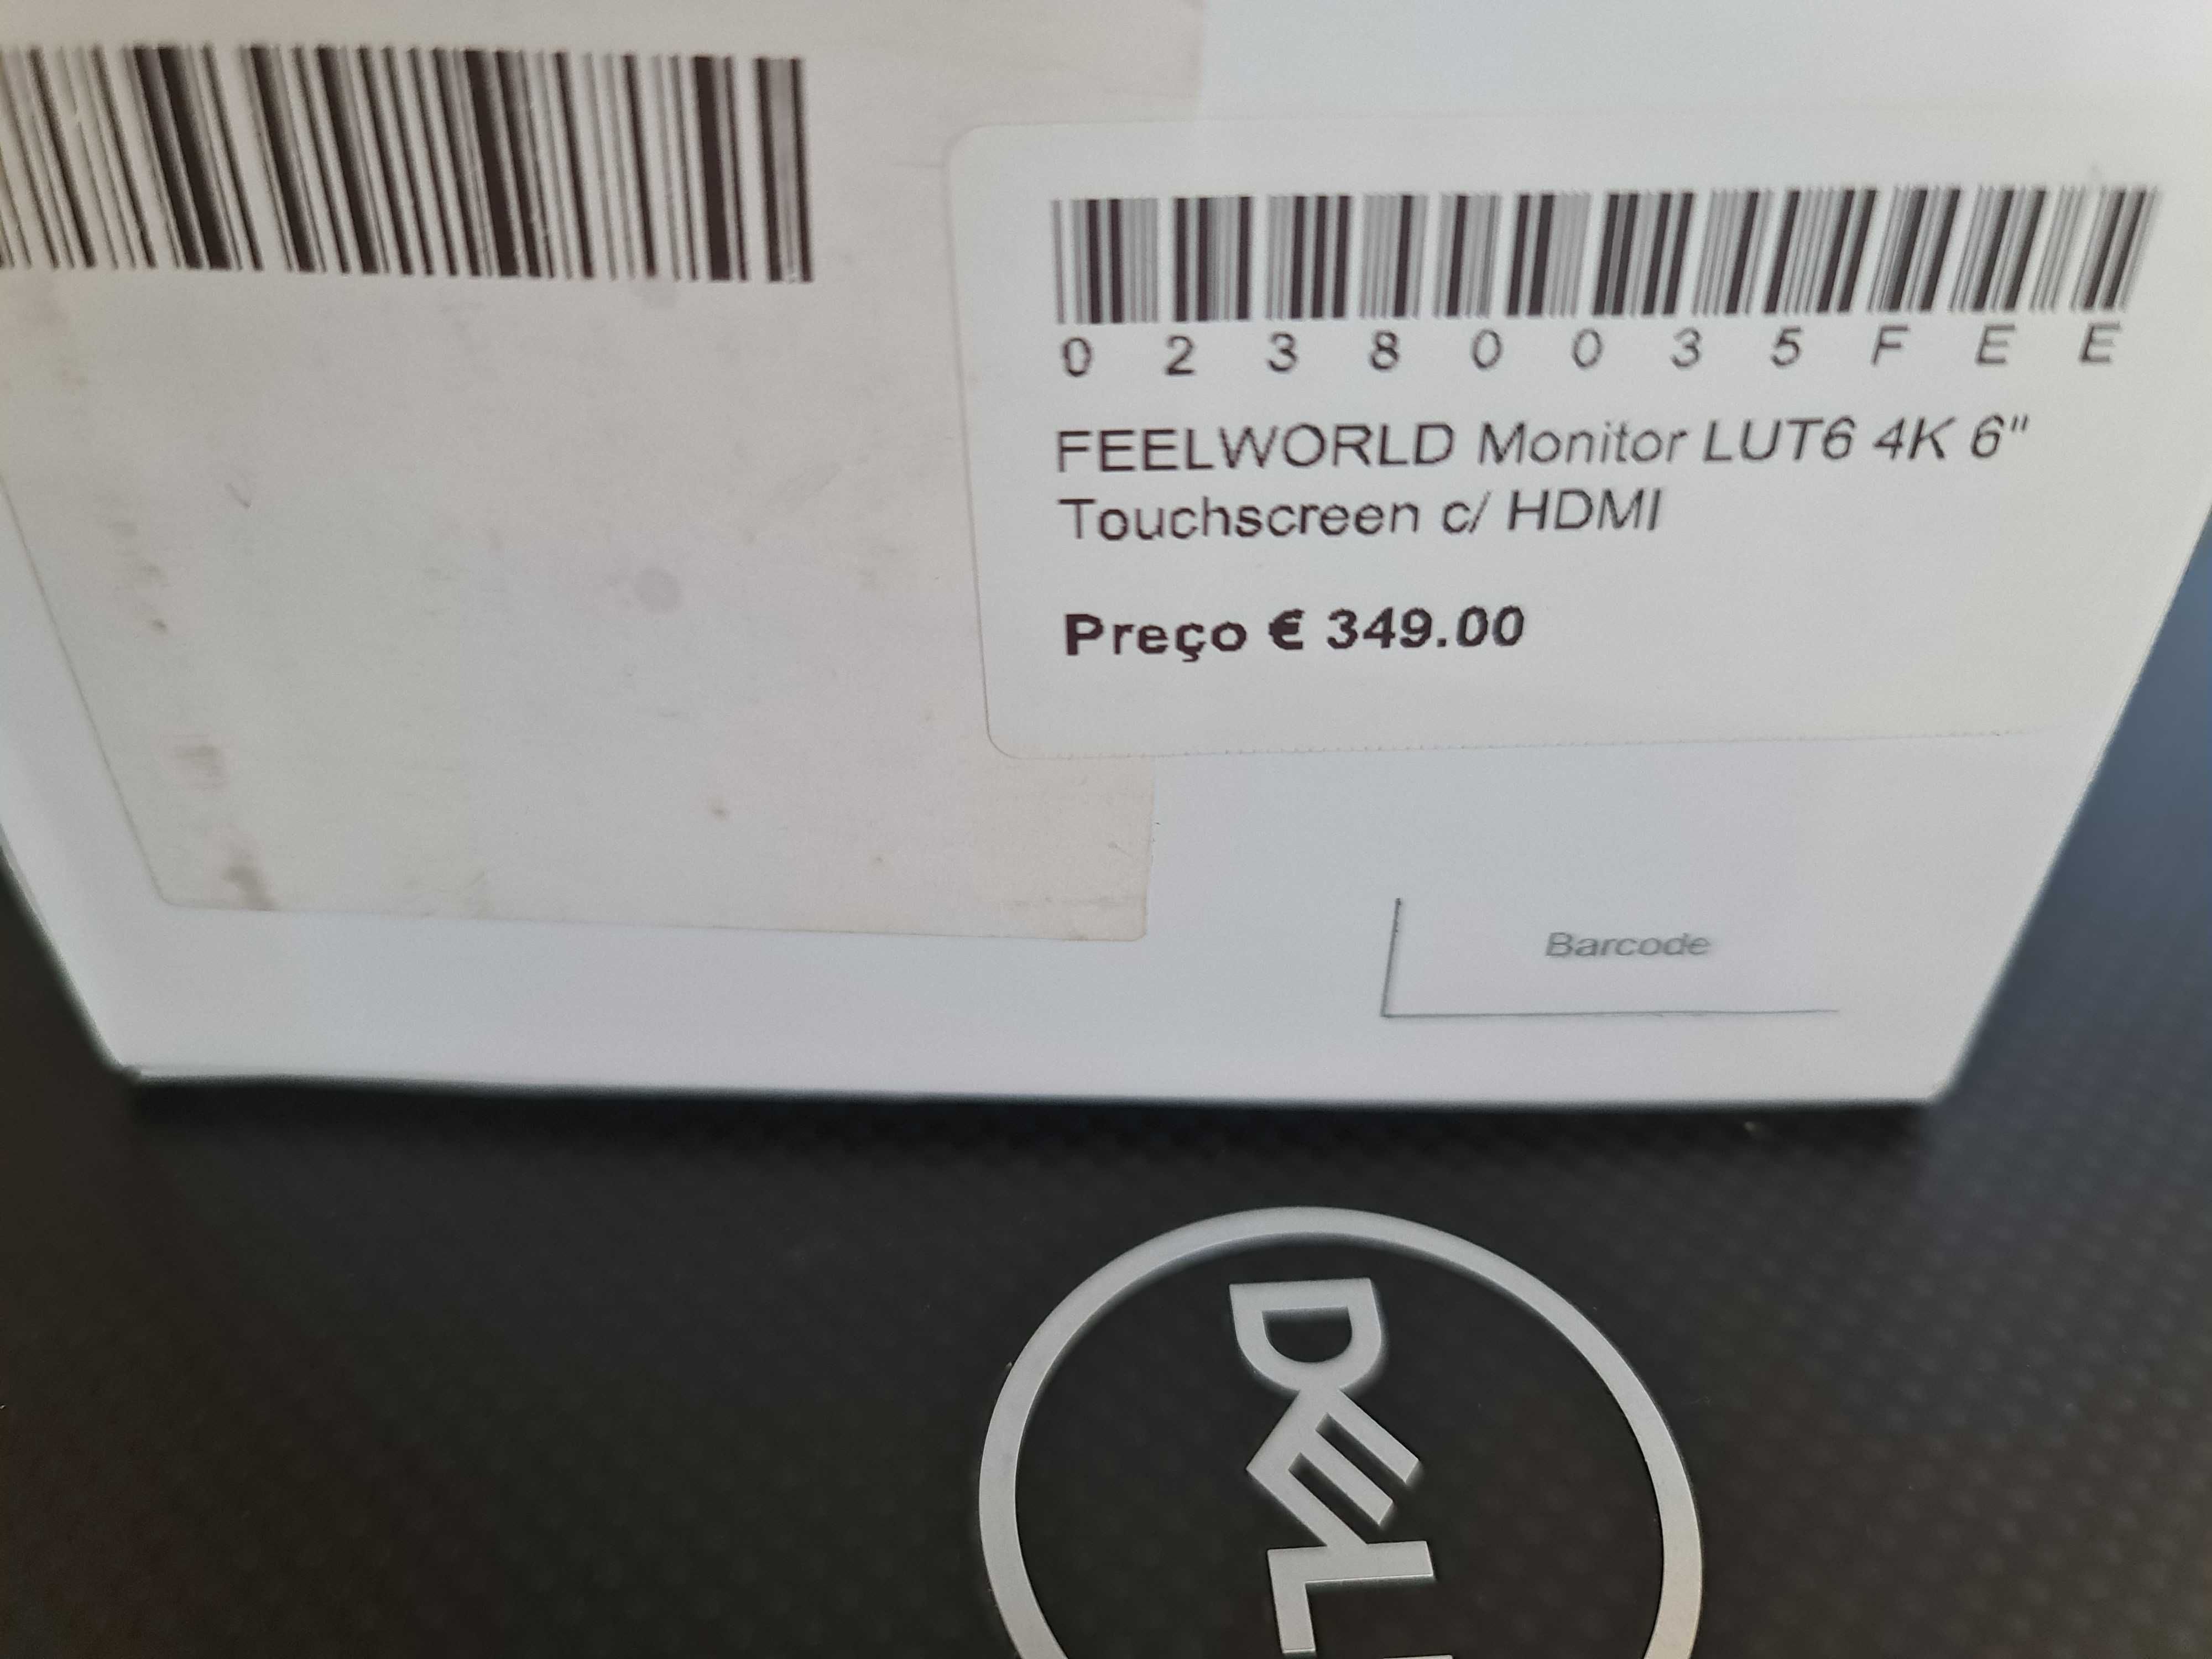 0 2 3 8 0 0 3 5 F E E
FEELWORLD Monitor LUT6 4K 6"
Touchscreen c/ HDMI
Preço € 349.00
Barcode
DELL